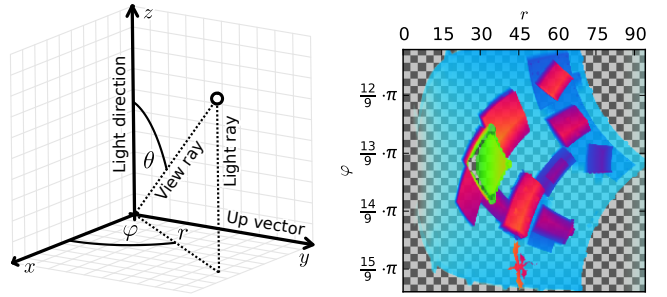 z
Light direction
θ
View ray
Light ray
Up vector
φ
r
x
y
r
0 15 30 45 60 75 90
φ
12/9 · π
13/9 · π
14/9 · π
15/9 · π